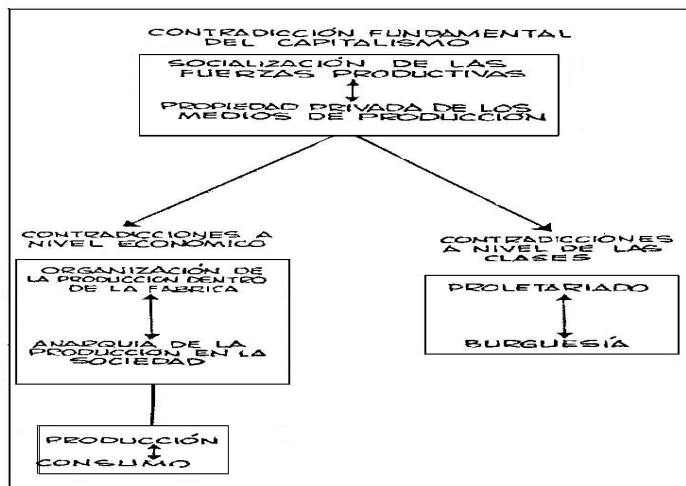 CONTRADICCIÓN FUNDAMENTAL
DEL CAPITALISMO
SOCIALIZACIÓN DE LAS
FUERZAS PRODUCTIVAS
PROPIEDAD PRIVADA DE LOS
MEDIOS DE PRODUCCIÓN
CONTRADICCIONES A
NIVEL ECONÓMICO
ORGANIZACIÓN DE
LA PRODUCCION DENTRO
DE LA FÁBRICA
ANARQUIA DE LA
PRODUCCIÓN EN LA
SOCIEDAD
PRODUCCIÓN
CONSUMO
CONTRADICCIONES
A NIVEL DE LAS
CLASES
PROLETARIADO
BURGUESÍA